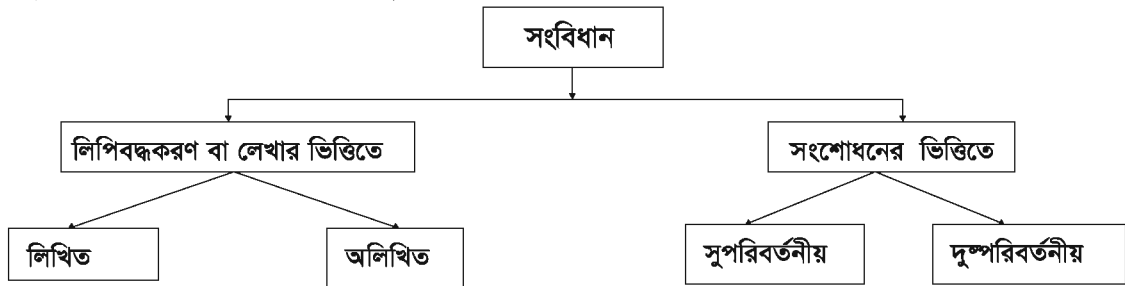 সংবিধান
লিপিবদ্ধকরণ বা লেখার ভিত্তিতে
সংশোধনের ভিত্তিতে
লিখিত
অলিখিত
সুপরিবর্তনীয়
দুষ্পরিবর্তনীয়